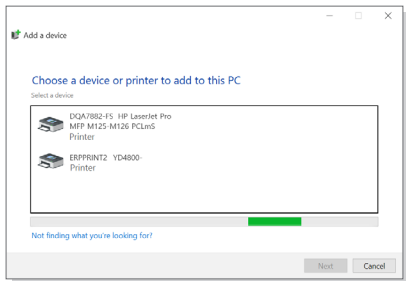 Add a device
Choose a device or printer to add to this PC
Select a device
DQA7882-F5 HP LaserJet Pro
MFP M125-M126 PCLmS
Printer
ERPPRINT2 YD4800-
Printer
Not finding what you're looking for?
Next
Cancel